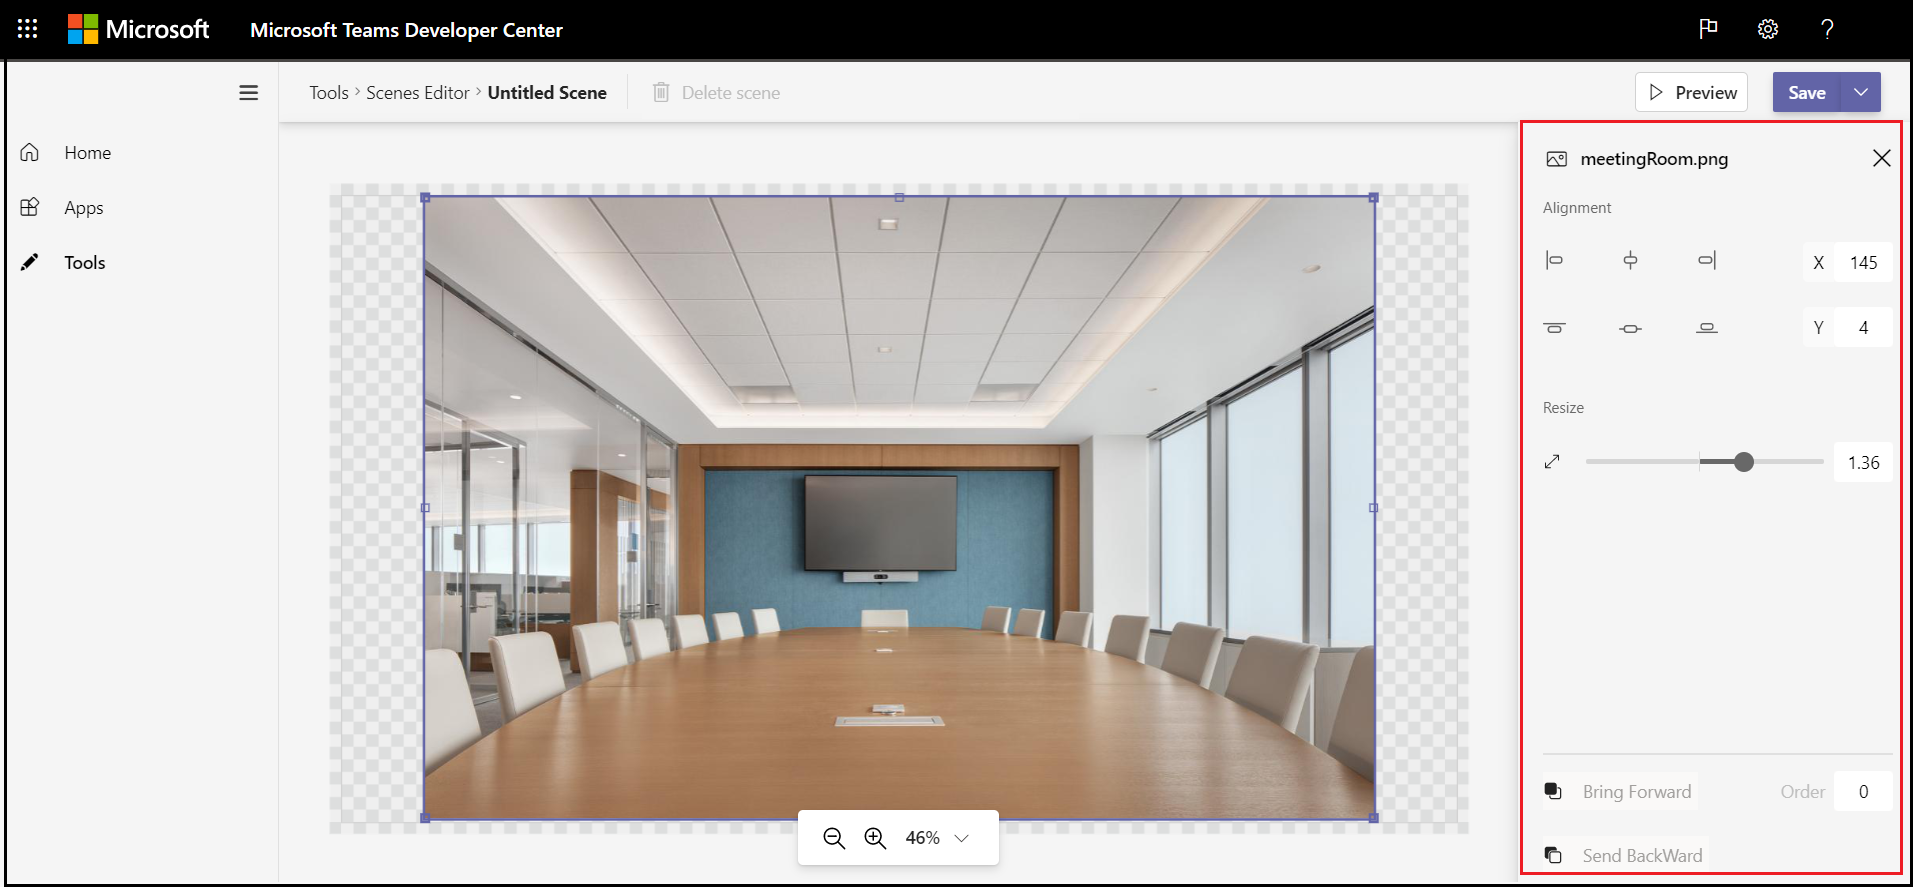 Microsoft Microsoft Teams Developer Center ?
Tools > Scenes Editor > Untitled Scene Delete scene Preview Save
Home
Apps
Tools
meetingRoom.png
Alignment
X 145
Y 4
Resize
1.36
Bring Forward Order 0
Send BackWard
46%